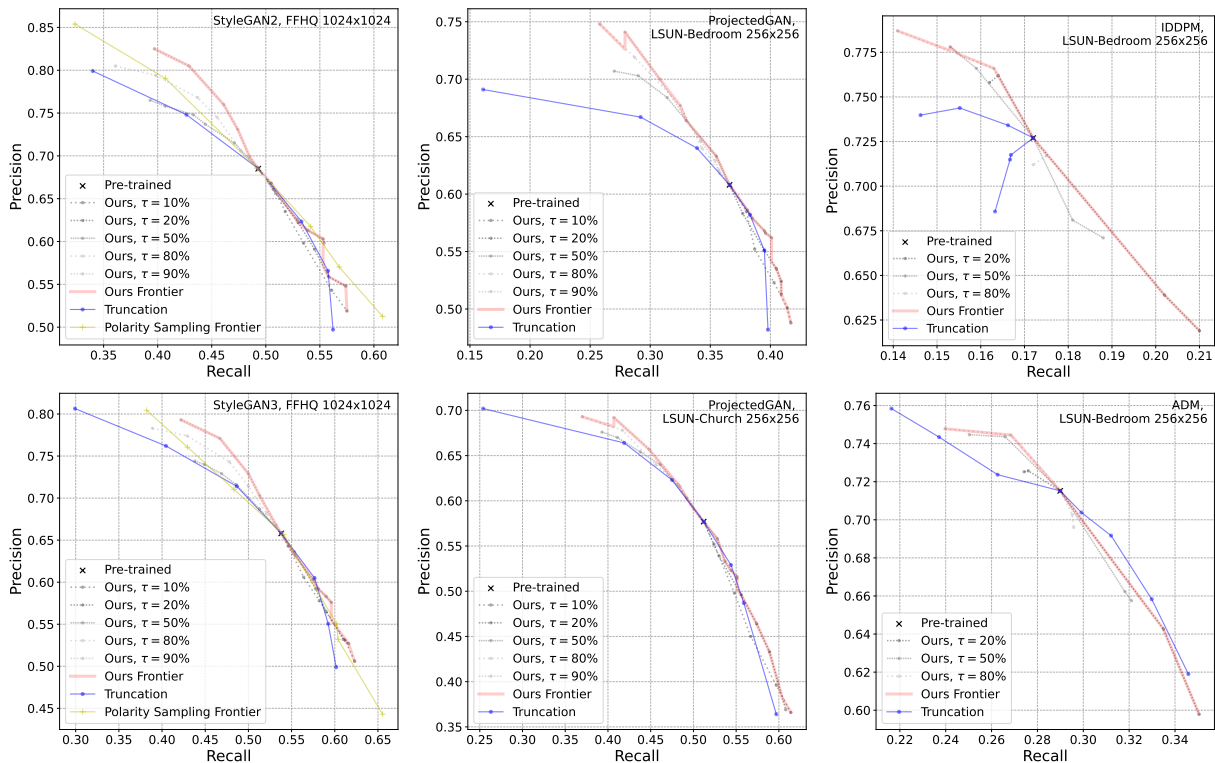 StyleGAN2, FFHQ 1024x1024
0.85
0.80
0.75
0.70
0.65
0.60
0.55
0.50
Precision
Pre-trained
Ours, τ = 10%
Ours, τ = 20%
Ours, τ = 50%
Ours, τ = 80%
Ours, τ = 90%
Ours Frontier
Truncation
Polarity Sampling Frontier
0.35 0.40 0.45 0.50 0.55 0.60
Recall
ProjectedGAN,
LSUN-Bedroom 256x256
0.75
0.70
0.65
0.60
0.55
0.50
Precision
Pre-trained
Ours, τ = 10%
Ours, τ = 20%
Ours, τ = 50%
Ours, τ = 80%
Ours, τ = 90%
Ours Frontier
Truncation
0.15 0.20 0.25 0.30 0.35 0.40
Recall
IDDPM,
LSUN-Bedroom 256x256
0.775
0.750
0.725
0.700
0.675
0.650
0.625
Precision
Pre-trained
Ours, τ = 20%
Ours, τ = 50%
Ours, τ = 80%
Ours Frontier
Truncation
0.14 0.15 0.16 0.17 0.18 0.19 0.20 0.21
Recall
StyleGAN3, FFHQ 1024x1024
0.80
0.75
0.70
0.65
0.60
0.55
0.50
0.45
Precision
Pre-trained
Ours, τ = 10%
Ours, τ = 20%
Ours, τ = 50%
Ours, τ = 80%
Ours, τ = 90%
Ours Frontier
Truncation
Polarity Sampling Frontier
0.30 0.35 0.40 0.45 0.50 0.55 0.60 0.65
Recall
ProjectedGAN,
LSUN-Church 256x256
0.70
0.65
0.60
0.55
0.50
0.45
0.40
0.35
Precision
Pre-trained
Ours, τ = 10%
Ours, τ = 20%
Ours, τ = 50%
Ours, τ = 80%
Ours, τ = 90%
Ours Frontier
Truncation
0.25 0.30 0.35 0.40 0.45 0.50 0.55 0.60
Recall
ADM,
LSUN-Bedroom 256x256
0.76
0.74
0.72
0.70
0.68
0.66
0.64
0.62
0.60
Precision
Pre-trained
Ours, τ = 20%
Ours, τ = 50%
Ours, τ = 80%
Ours Frontier
Truncation
0.22 0.24 0.26 0.28 0.30 0.32 0.34
Recall